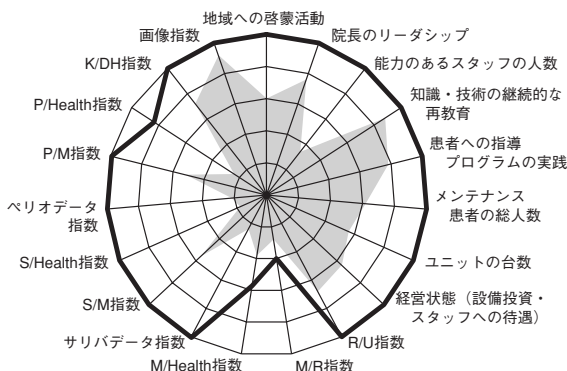 地域への啓蒙活動
院長のリーダシップ
能力のあるスタッフの人数
知識・技術の継続的な
再教育
患者への指導
プログラムの実践
メンテナンス
患者の総人数
ユニットの台数
経営状態（設備投資・
スタッフへの待遇）
R/U指数
M/R指数
M/Health指数
サリバデータ指数
S/M指数
S/Health指数
ペリオデータ
指数
P/M指数
P/Health指数
K/DH指数
画像指数